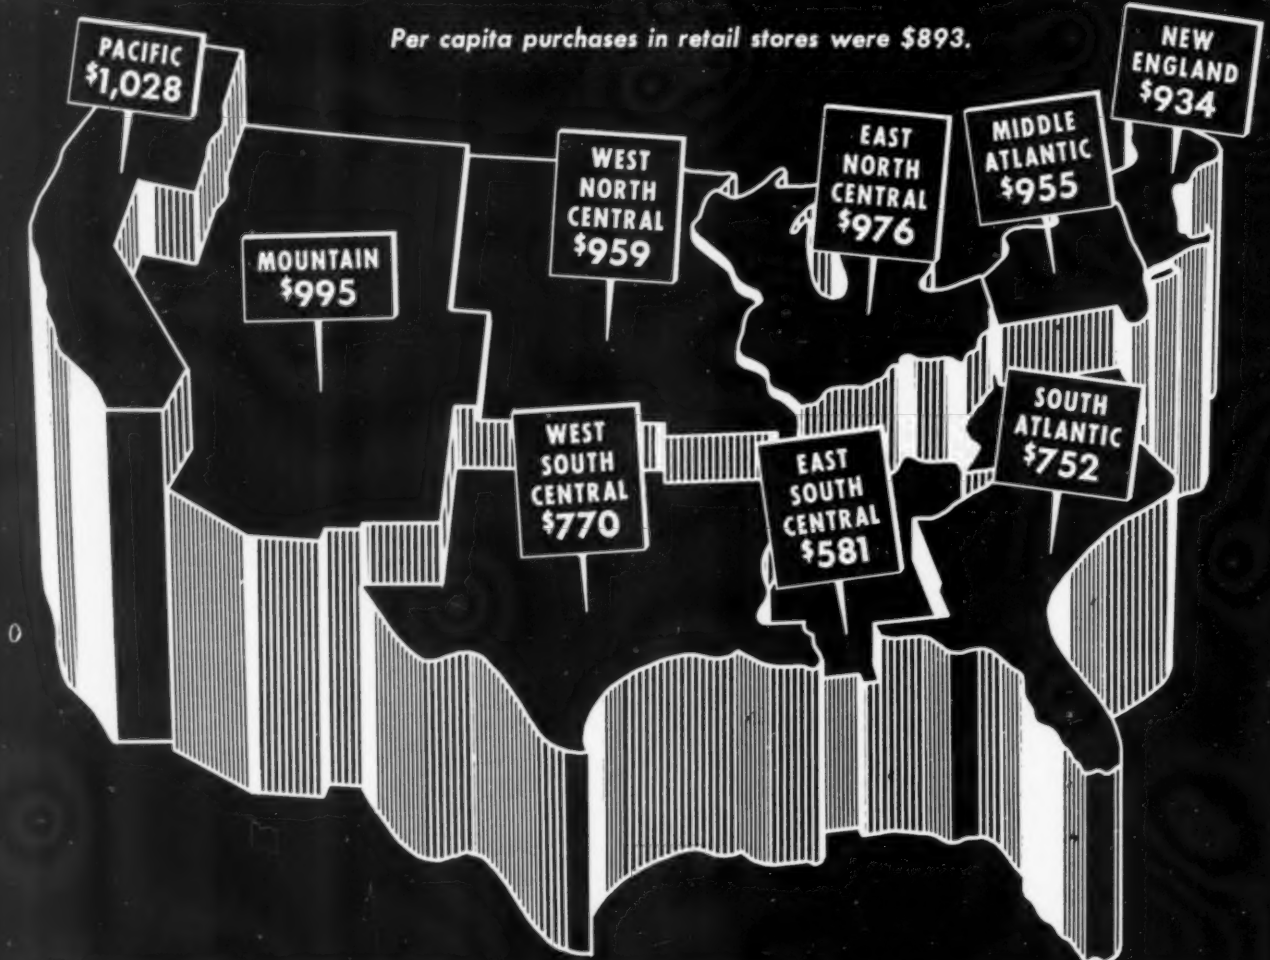 Per capita purchases in retail stores were $893.
PACIFIC
$1,028
NEW
ENGLAND
$934
MIDDLE
ATLANTIC
$955
EAST
NORTH
CENTRAL
$976
WEST
NORTH
CENTRAL
$959
MOUNTAIN
$995
SOUTH
ATLANTIC
$752
WEST
SOUTH
CENTRAL
$770
EAST
SOUTH
CENTRAL
$581